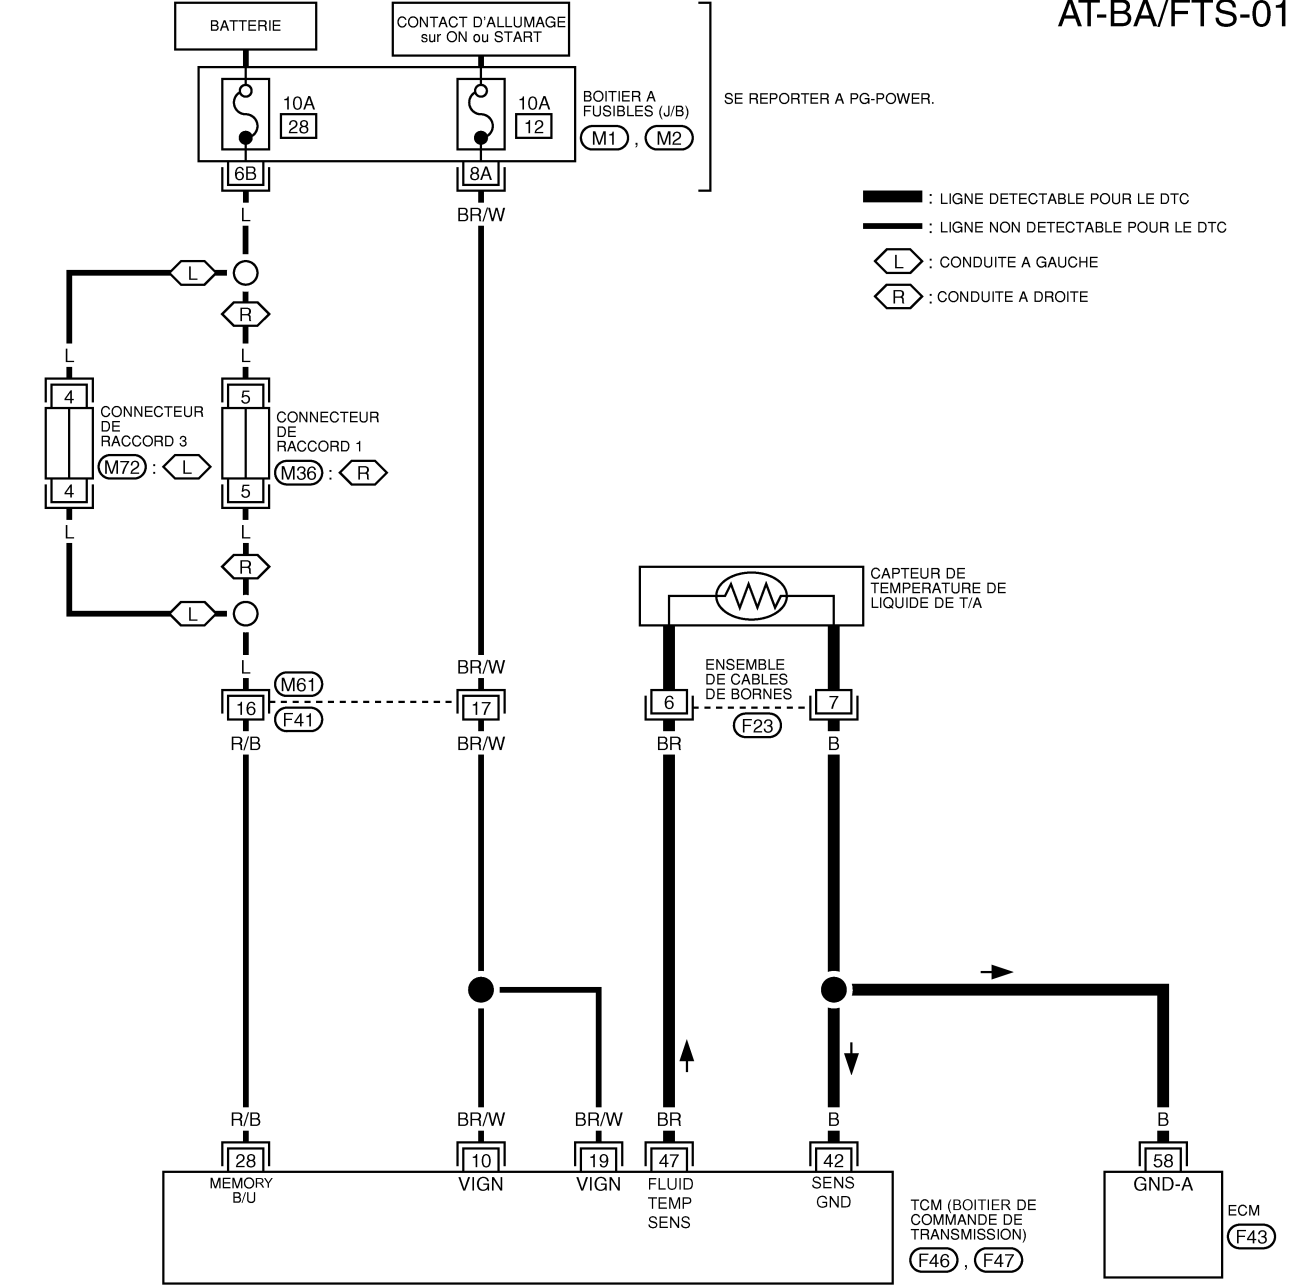 AT-BA/FTS-01
BATTERIE
CONTACT D'ALLUMAGE
sur ON ou START
10A
28
10A
12
BOITIER A
FUSIBLES (J/B)
M1 , M2
SE REPORTER A PG-POWER.
6B
8A
L
BR/W
: LIGNE DETECTABLE POUR LE DTC
: LIGNE NON DETECTABLE POUR LE DTC
L : CONDUITE A GAUCHE
R : CONDUITE A DROITE
L
R
L
L
4
5
CONNECTEUR
DE
RACCORD 3
M72 : L
CONNECTEUR
DE
RACCORD 1
M36 : R
4
5
L
L
R
L
CAPTEUR DE
TEMPERATURE DE
LIQUIDE DE T/A
L
BR/W
M61
F41
16
17
R/B
BR/W
ENSEMBLE
DE CABLES
DE BORNES
F23
6
7
BR
B
R/B
BR/W
BR/W
BR
B
B
28
10
19
47
42
58
MEMORY
B/U
VIGN
VIGN
FLUID
TEMP
SENS
SENS
GND
GND-A
TCM (BOITIER DE
COMMANDE DE
TRANSMISSION)
F46 , F47
ECM
F43